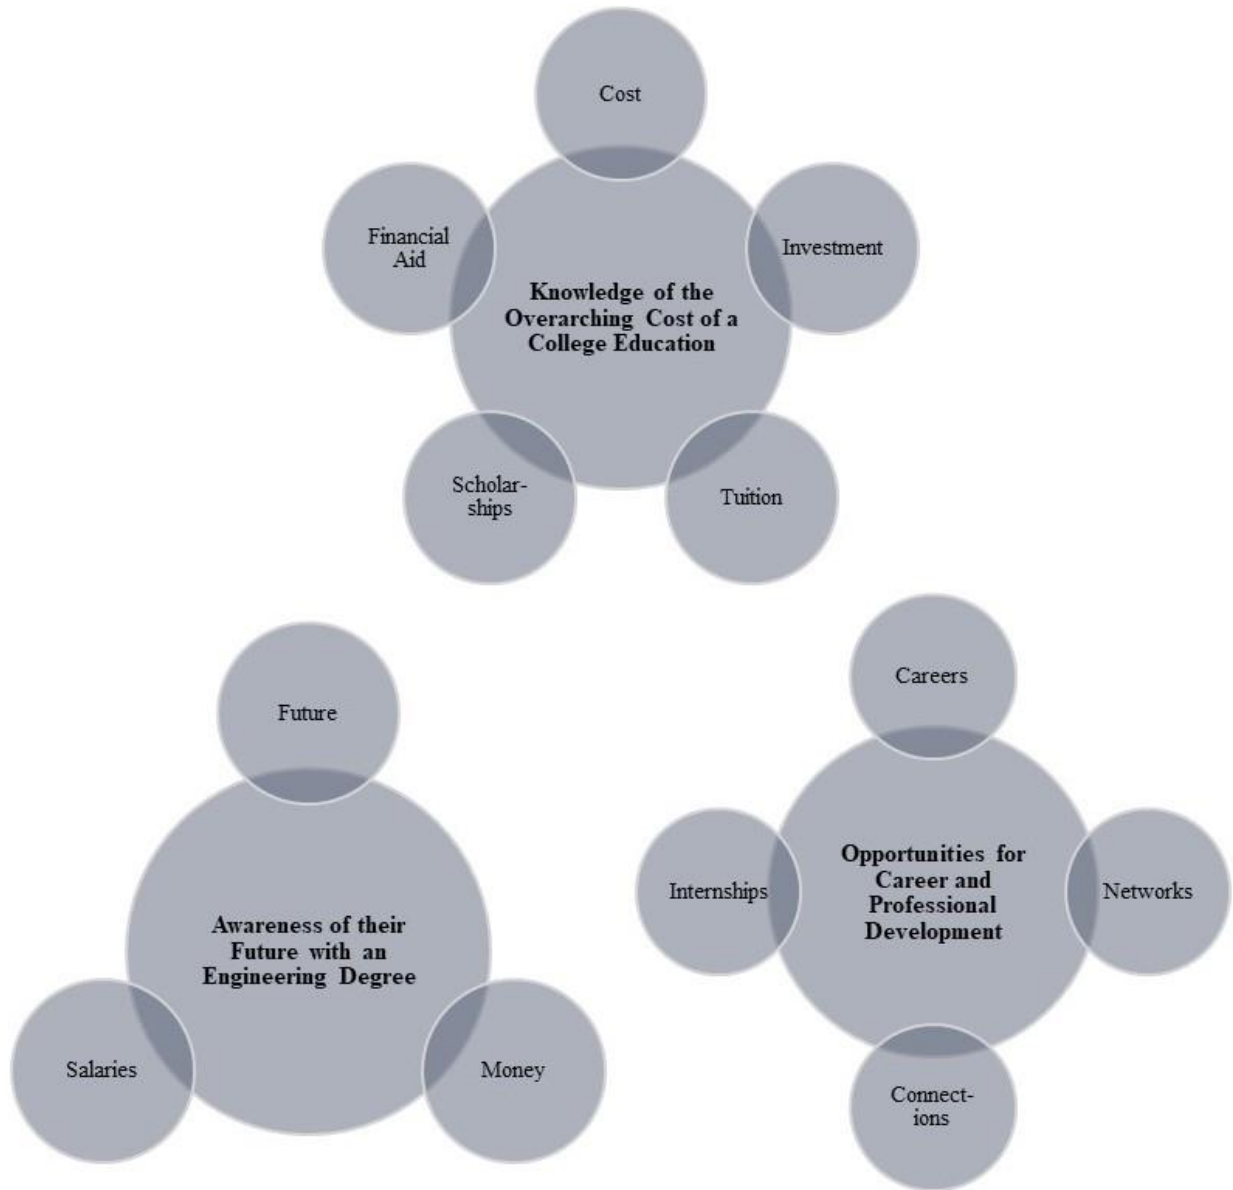 Cost
Financial
Aid
Investment
Knowledge of the
Overarching Cost of a
College Education
Scholar-
ships
Tuition
Future
Awareness of their
Future with an
Engineering Degree
Salaries
Money
Careers
Internships
Opportunities for
Career and
Professional
Development
Networks
Connect-
ions